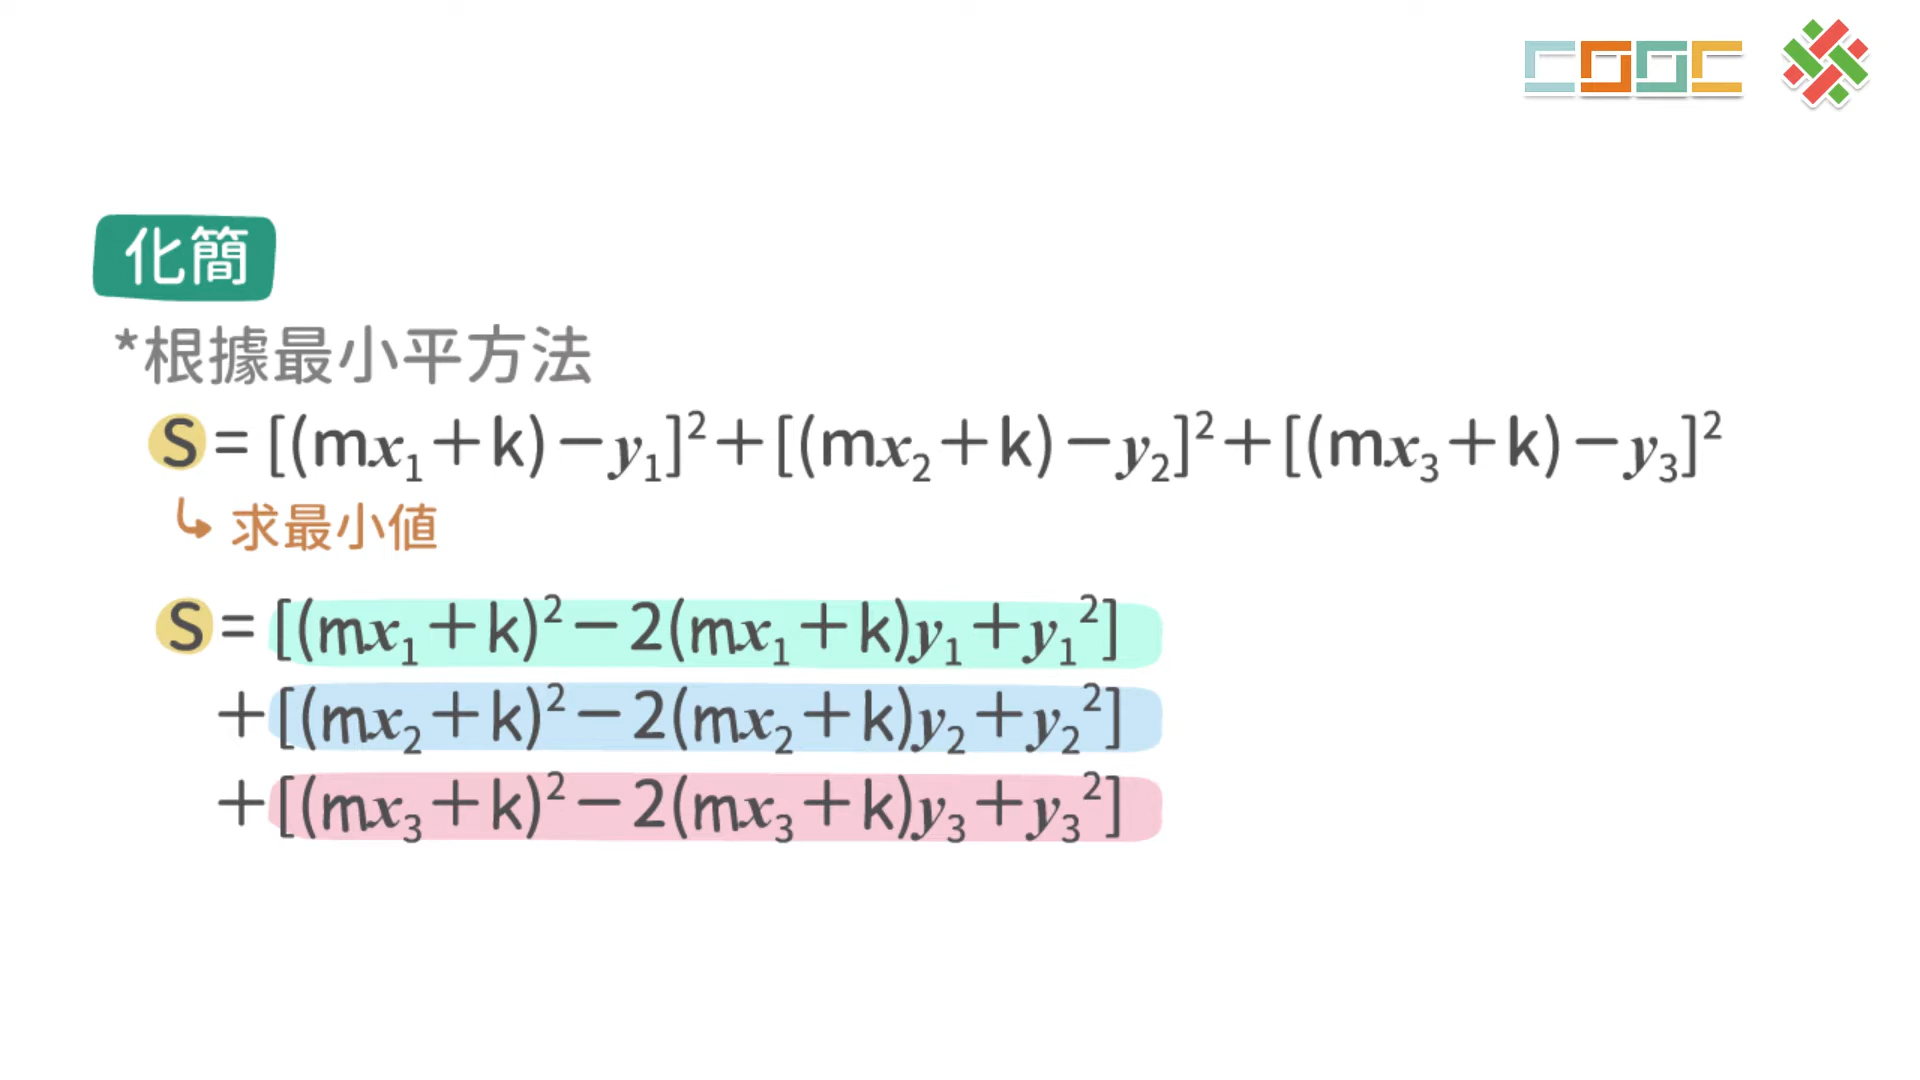 COOC
化簡
*根據最小平方法
S=[(mx₁+k)-y₁]²+[(mx₂+k)-y₂]²+[(mx₃+k)-y₃]²
求最小值
S=[(mx₁+k)²-2(mx₁+k)y₁+y₁²]
+[(mx₂+k)²-2(mx₂+k)y₂+y₂²]
+[(mx₃+k)²-2(mx₃+k)y₃+y₃²]